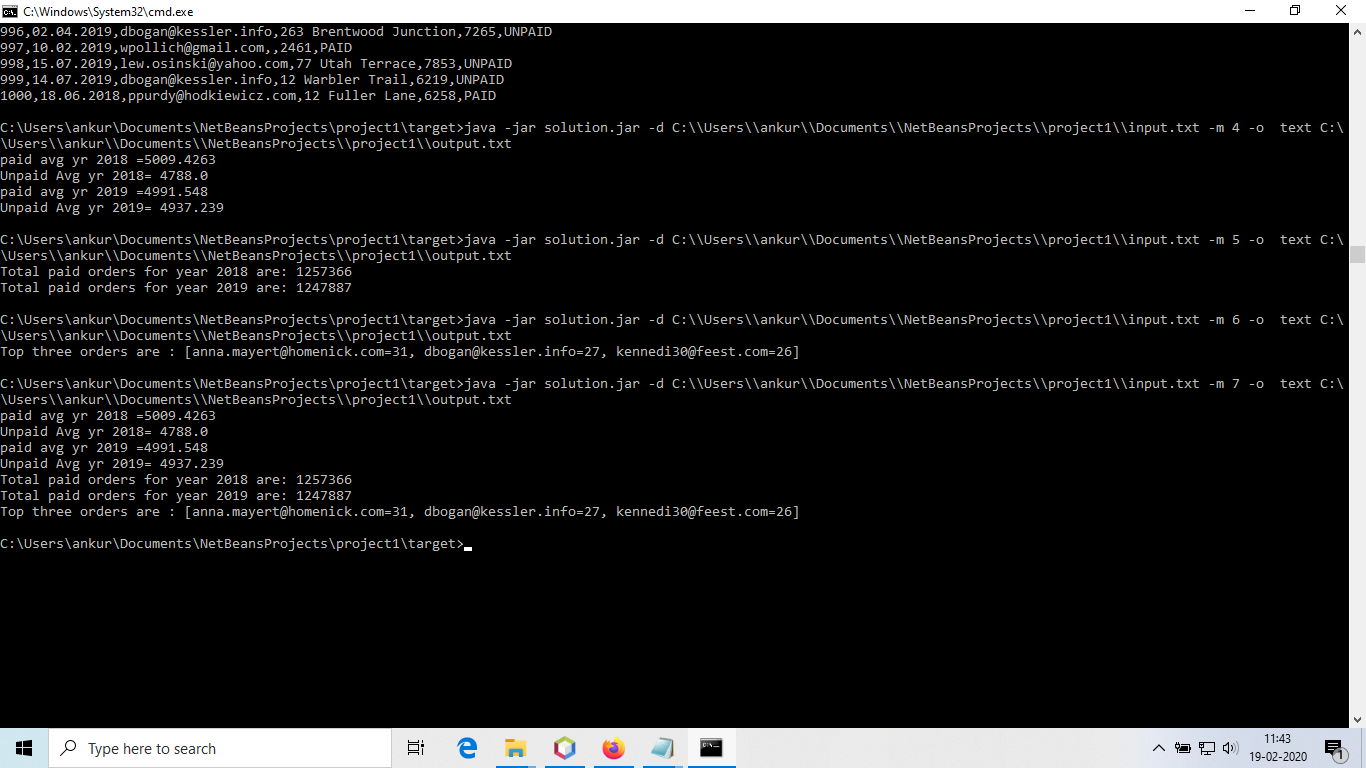 C:\Windows\System32\cmd.exe
996,02.04.2019,dbogan@kessler.info,263 Brentwood Junction,7265,UNPAID
997,10.02.2019,wpollich@gmail.com,,2461,PAID
998,15.07.2019,lew.osinski@yahoo.com,77 Utah Terrace,7853,UNPAID
999,14.07.2019,dbogan@kessler.info,12 Warbler Trail,6219,UNPAID
1000,18.06.2018,ppurdy@hodkiewicz.com,12 Fuller Lane,6258,PAID
C:\Users\ankur\Documents\NetBeansProjects\project1\target>java -jar solution.jar -d C:\\Users\\ankur\\Documents\\NetBeansProjects\\project1\\input.txt -m 4 -o  text C:\
\Users\\ankur\\Documents\\NetBeansProjects\\project1\\output.txt
paid avg yr 2018 =5009.4263
Unpaid Avg yr 2018= 4788.0
paid avg yr 2019 =4991.548
Unpaid Avg yr 2019= 4937.239
C:\Users\ankur\Documents\NetBeansProjects\project1\target>java -jar solution.jar -d C:\\Users\\ankur\\Documents\\NetBeansProjects\\project1\\input.txt -m 5 -o  text C:\
\Users\\ankur\\Documents\\NetBeansProjects\\project1\\output.txt
Total paid orders for year 2018 are: 1257366
Total paid orders for year 2019 are: 1247887
C:\Users\ankur\Documents\NetBeansProjects\project1\target>java -jar solution.jar -d C:\\Users\\ankur\\Documents\\NetBeansProjects\\project1\\input.txt -m 6 -o  text C:\
\Users\\ankur\\Documents\\NetBeansProjects\\project1\\output.txt
Top three orders are : [anna.mayert@homenick.com=31, dbogan@kessler.info=27, kennedi30@feest.com=26]
C:\Users\ankur\Documents\NetBeansProjects\project1\target>java -jar solution.jar -d C:\\Users\\ankur\\Documents\\NetBeansProjects\\project1\\input.txt -m 7 -o  text C:\
\Users\\ankur\\Documents\\NetBeansProjects\\project1\\output.txt
paid avg yr 2018 =5009.4263
Unpaid Avg yr 2018= 4788.0
paid avg yr 2019 =4991.548
Unpaid Avg yr 2019= 4937.239
Total paid orders for year 2018 are: 1257366
Total paid orders for year 2019 are: 1247887
Top three orders are : [anna.mayert@homenick.com=31, dbogan@kessler.info=27, kennedi30@feest.com=26]
C:\Users\ankur\Documents\NetBeansProjects\project1\target>
Type here to search
11:43
19-02-2020
1